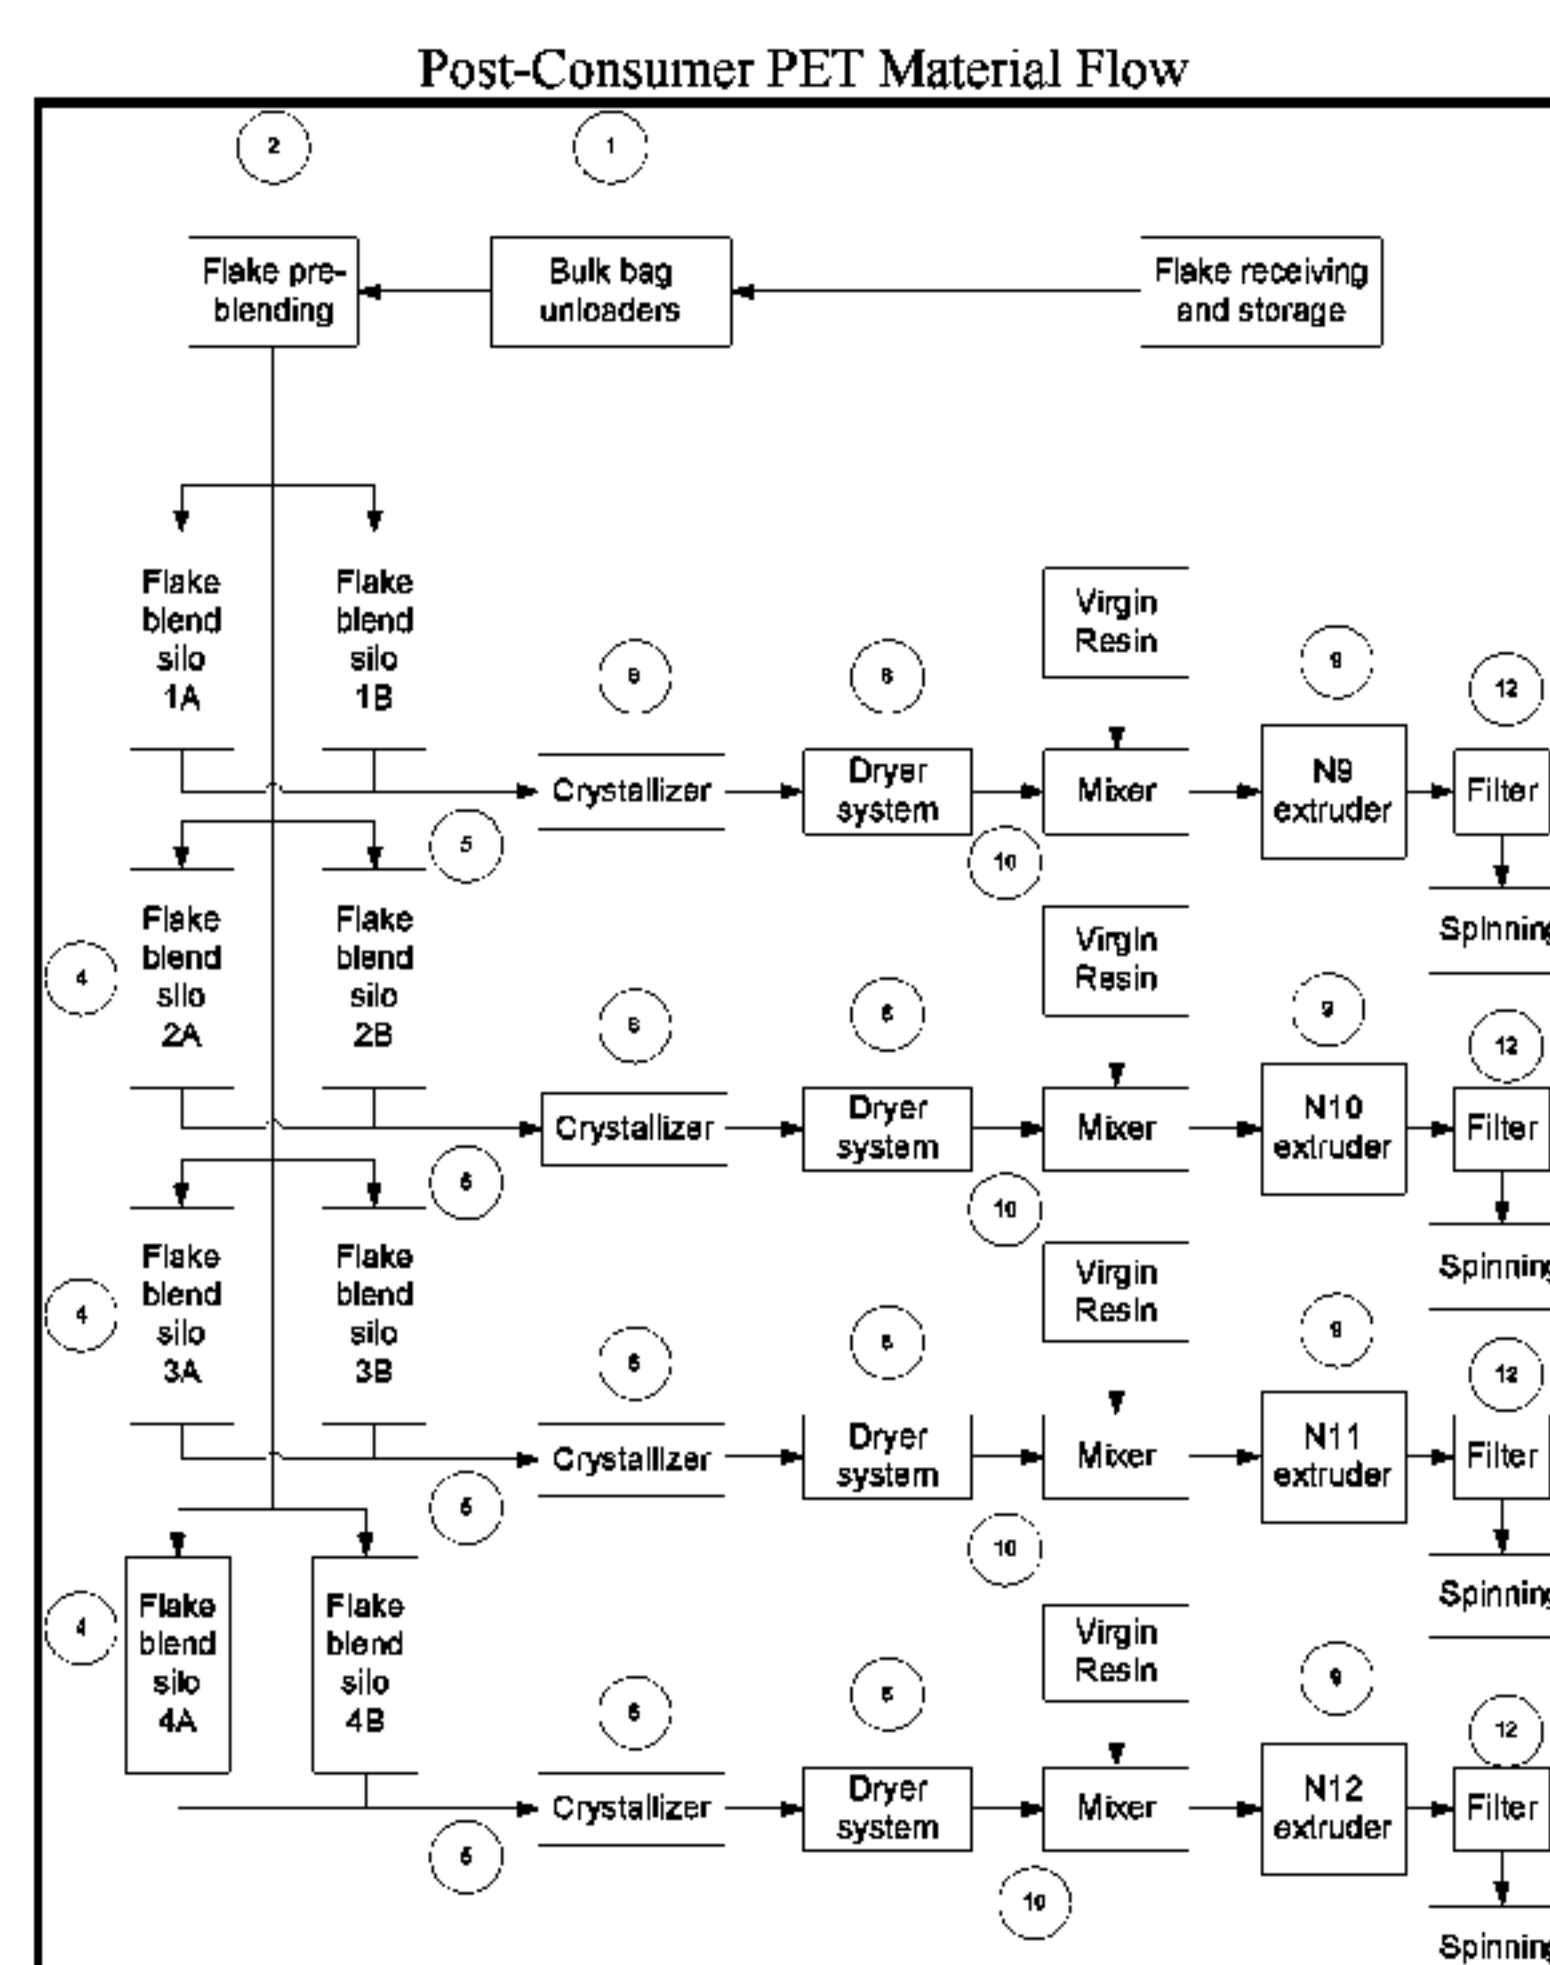 Post-Consumer PET Material Flow
2
1
Flake pre-
blending
Bulk bag
unloaders
Flake receiving
and storage
Flake
blend
silo
1A
Flake
blend
silo
1B
Virgin
Resin
9
12
Crystallizer
Dryer
system
Mixer
N9
extruder
Filter
5
10
Spinning
4
Flake
blend
silo
2A
Flake
blend
silo
2B
Virgin
Resin
9
12
Crystallizer
Dryer
system
Mixer
N10
extruder
Filter
10
Spinning
4
Flake
blend
silo
3A
Flake
blend
silo
3B
Virgin
Resin
9
12
Crystallizer
Dryer
system
Mixer
N11
extruder
Filter
10
Spinning
4
Flake
blend
silo
4A
Flake
blend
silo
4B
Virgin
Resin
9
12
Crystallizer
Dryer
system
Mixer
N12
extruder
Filter
10
Spinning